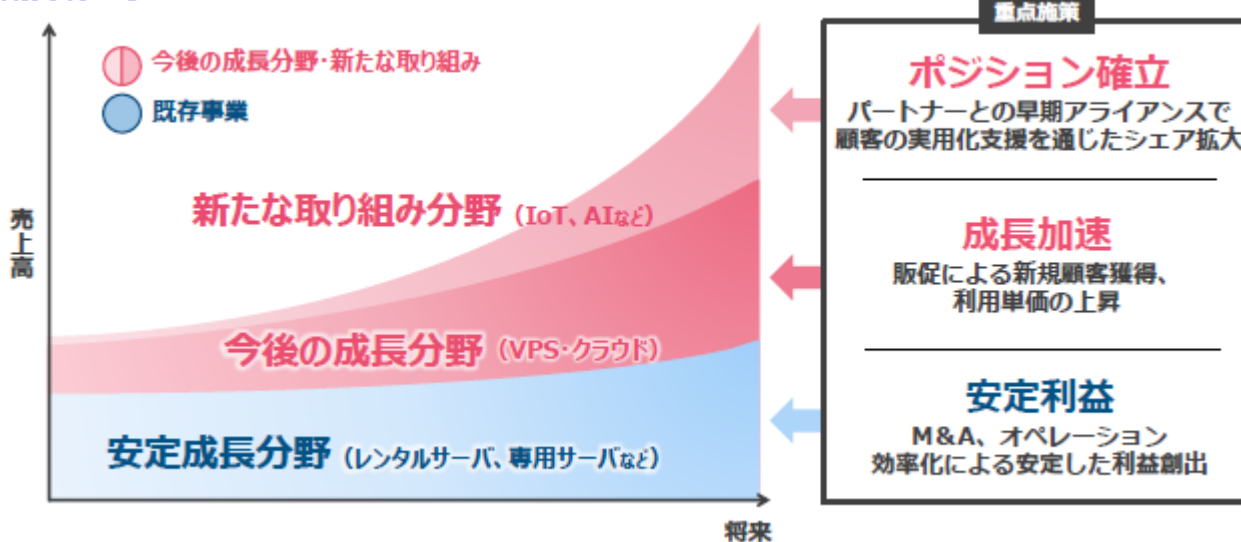 重点施策
今後の成長分野・新たな取り組み
既存事業
売上高
新たな取り組み分野（IoT、AIなど）
今後の成長分野（VPS・クラウド）
安定成長分野（レンタルサーバ、専用サーバなど）
将来
ポジション確立
パートナーとの早期アライアンスで
顧客の実用化支援を通じたシェア拡大
成長加速
販促による新規顧客獲得、
利用単価の上昇
安定利益
M&A、オペレーション
効率化による安定した利益創出